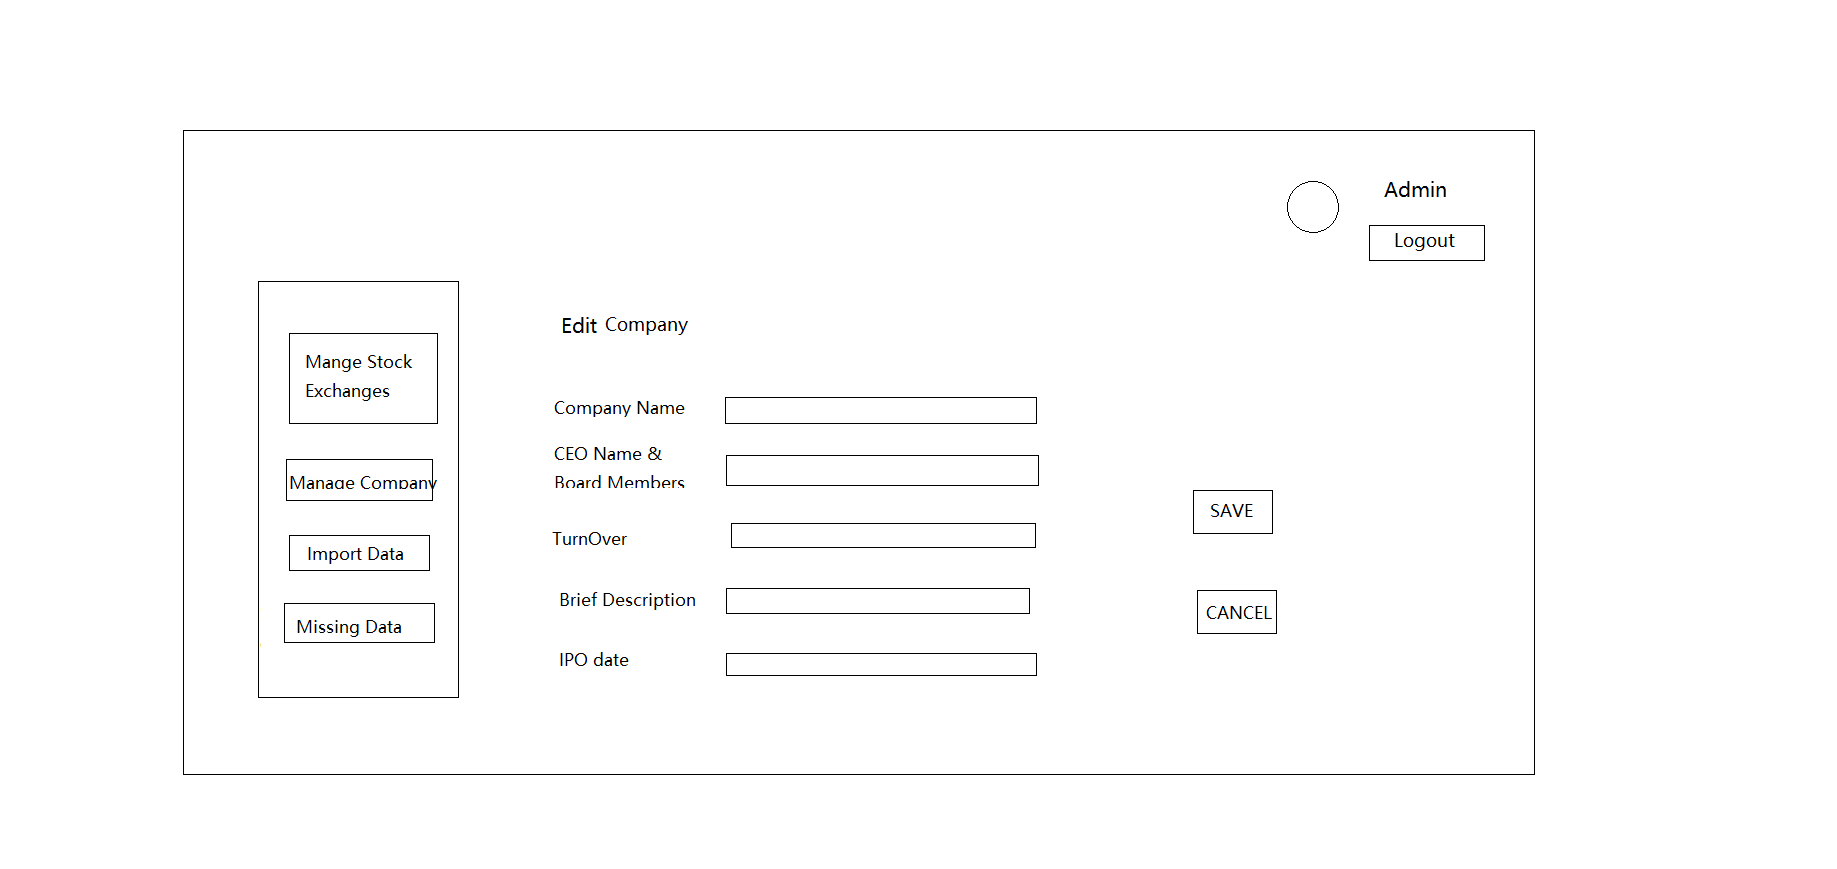 Admin
Logout
Mange Stock
Exchanges
Manage Company
Import Data
Missing Data
Edit Company
Company Name
CEO Name &
Board Members
TurnOver
Brief Description
IPO date
SAVE
CANCEL